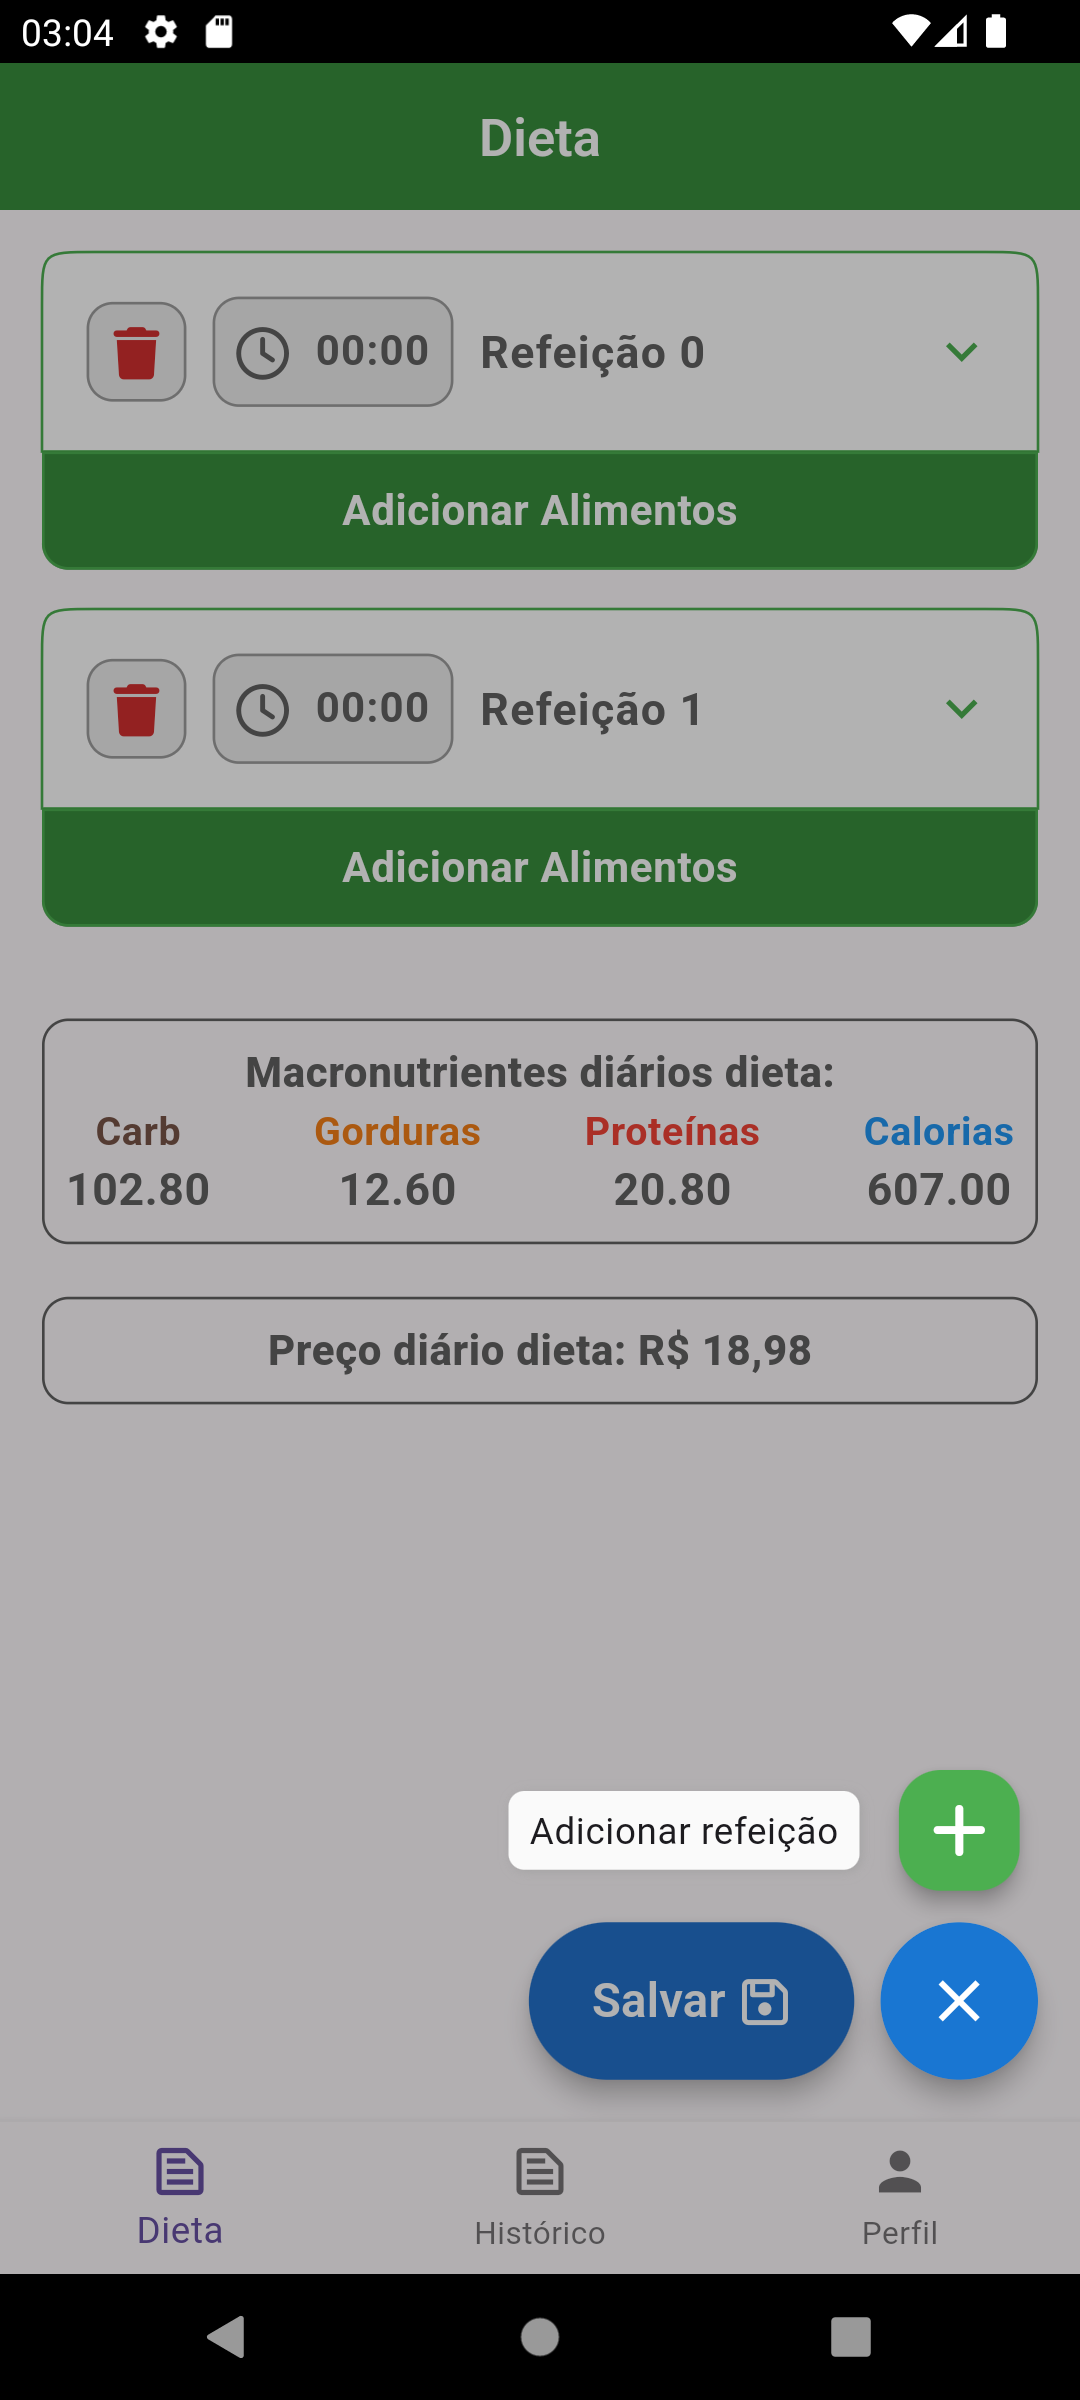 03:04
Dieta
00:00 Refeição 0
Adicionar Alimentos
00:00 Refeição 1
Adicionar Alimentos
Macronutrientes diários dieta:
Carb Gorduras Proteínas Calorias
102.80 12.60 20.80 607.00
Preço diário dieta: R$ 18,98
Adicionar refeição
Salvar
Dieta Histórico Perfil